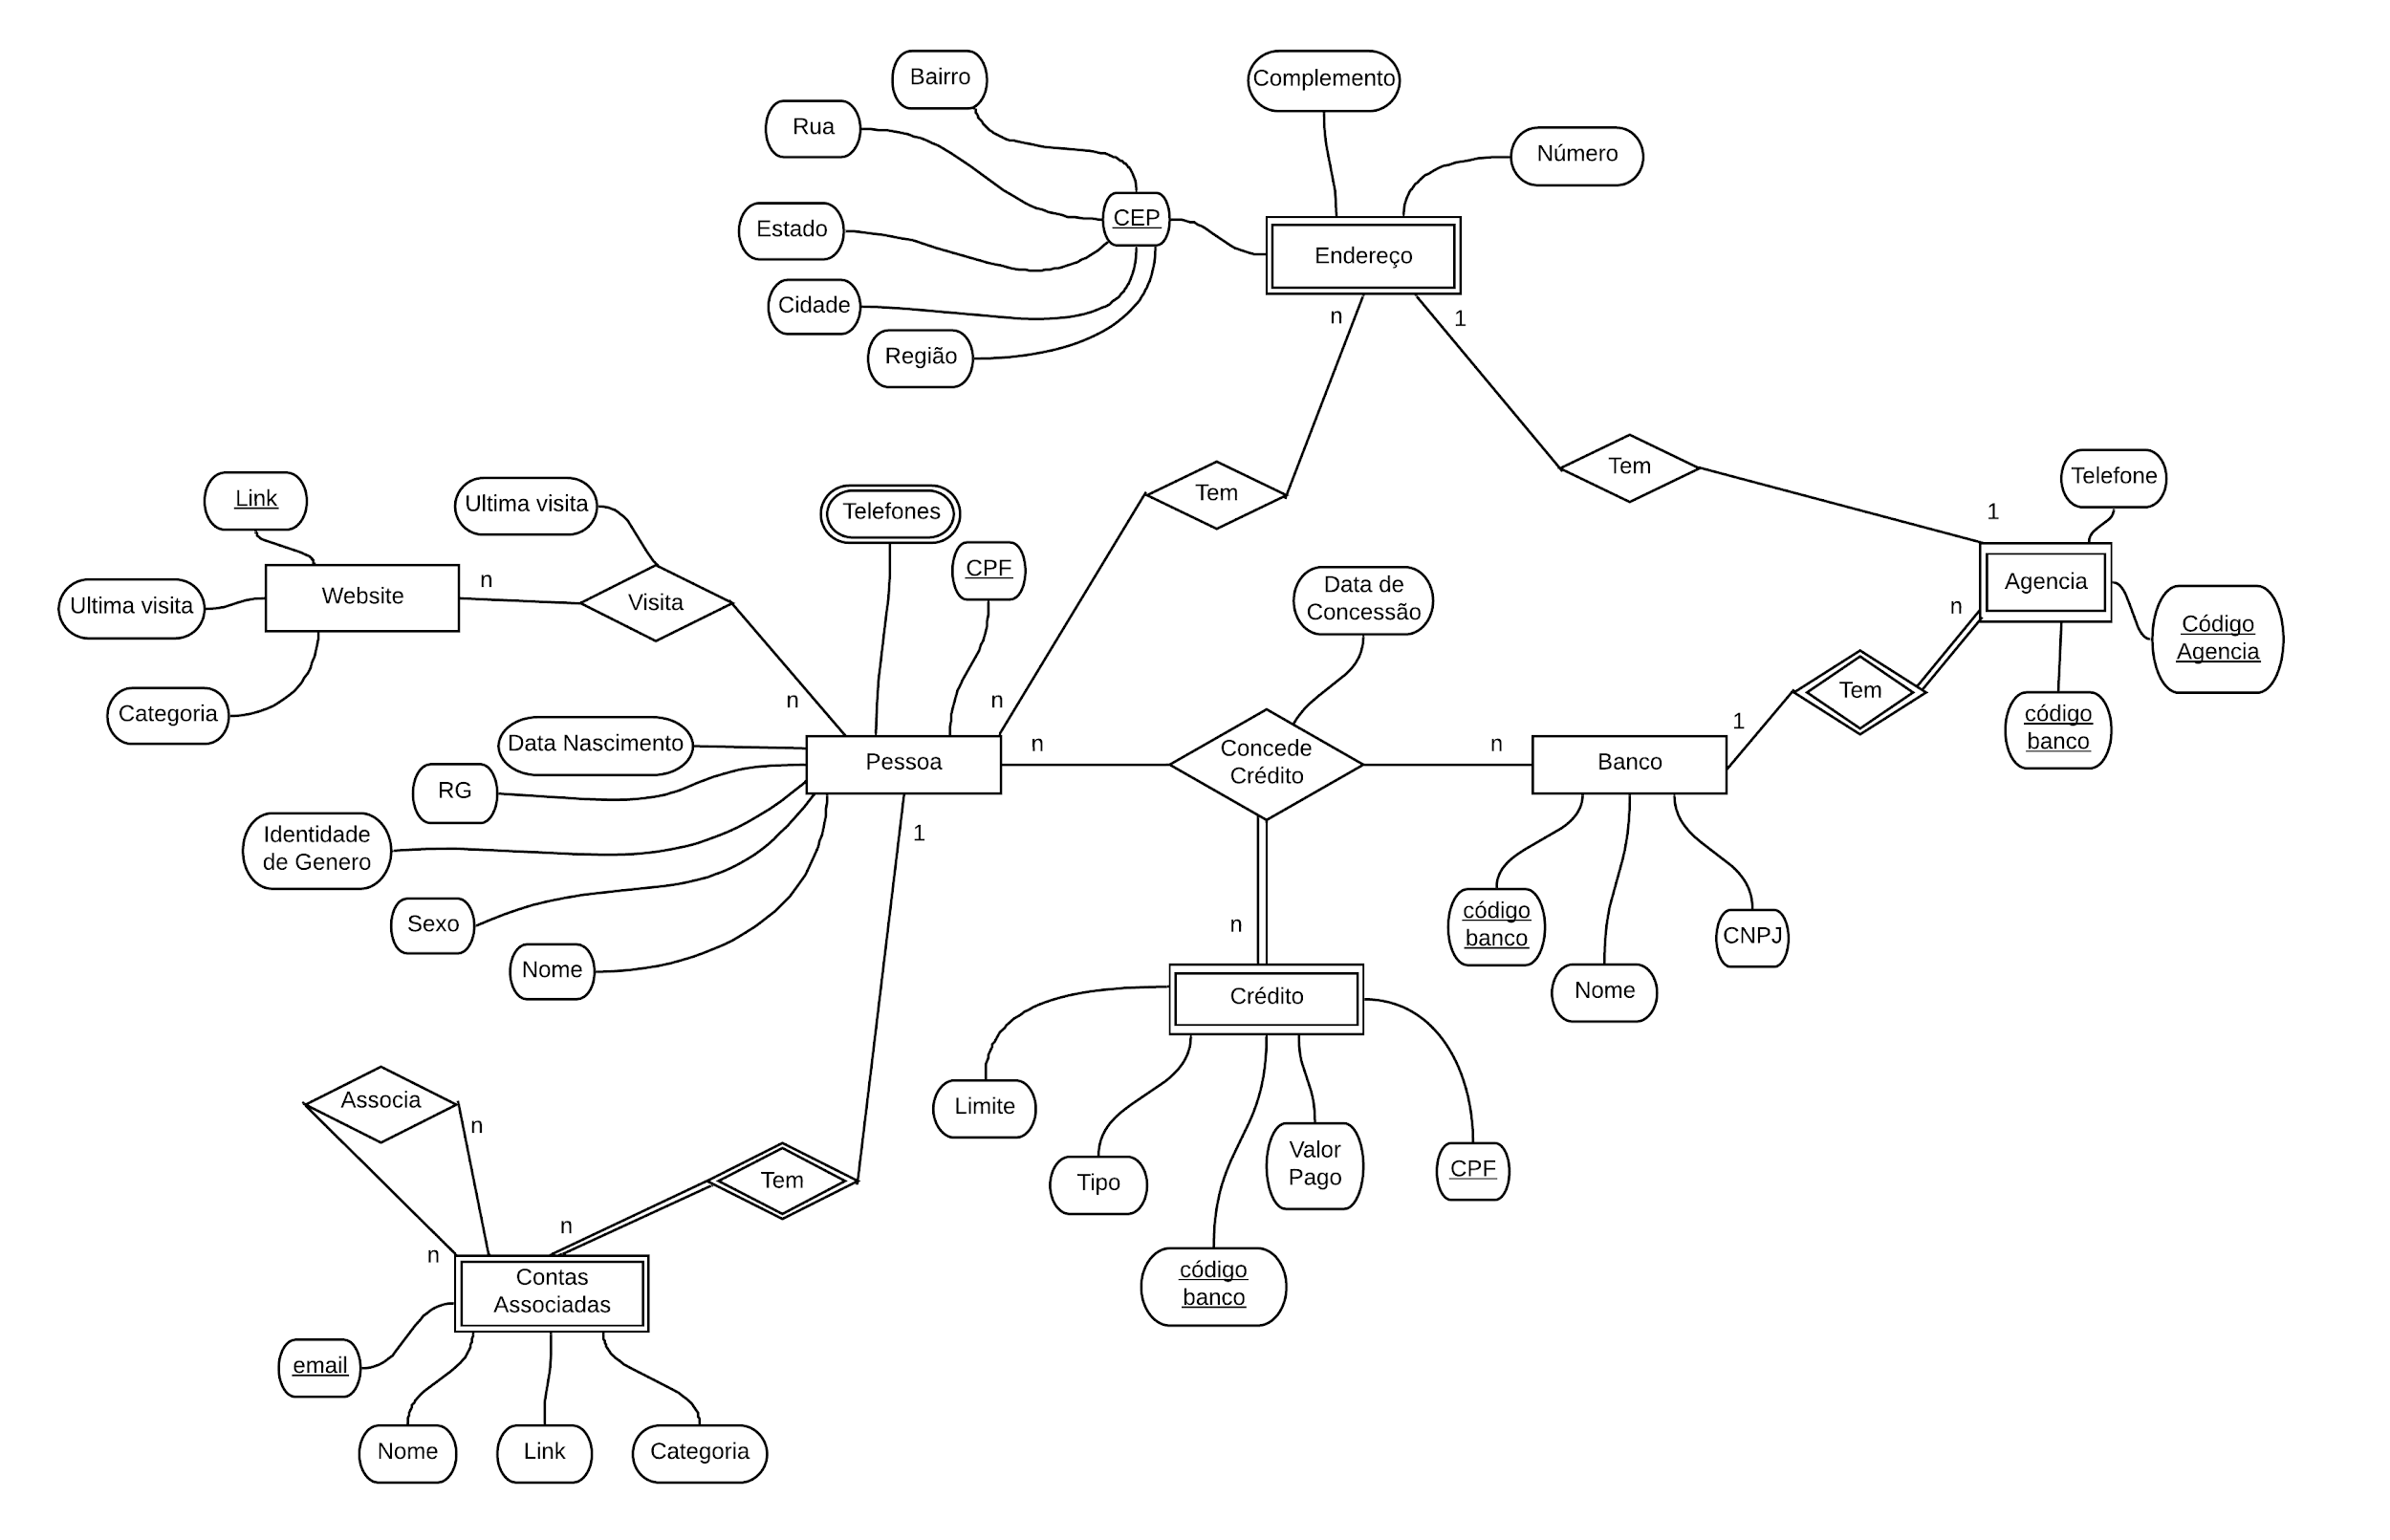 Bairro
Complemento
Rua
Número
CEP
Estado
Endereço
Cidade
n
1
Região
Tem
Telefone
Link
Ultima visita
Tem
Telefones
1
CPF
Agencia
n
Data de
Concessão
Website
Ultima visita
Visita
n
Código
Agencia
Categoria
n
n
Tem
código
banco
1
Data Nascimento
n
Concede
Crédito
n
Pessoa
Banco
RG
Identidade
de Genero
1
Sexo
n
código
banco
CNPJ
Nome
Crédito
Nome
Associa
n
Limite
Tipo
Valor
Pago
CPF
Tem
n
n
Contas
Associadas
código
banco
email
Nome
Link
Categoria